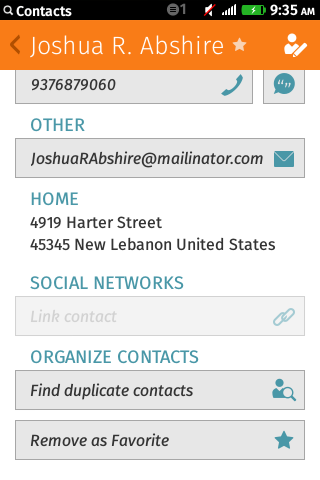 Contacts
1
9:35 AM
Joshua R. Abshire
9376879060
OTHER
JoshuaRAbshire@mailinator.com
HOME
4919 Harter Street
45345 New Lebanon United States
SOCIAL NETWORKS
Link contact
ORGANIZE CONTACTS
Find duplicate contacts
Remove as Favorite